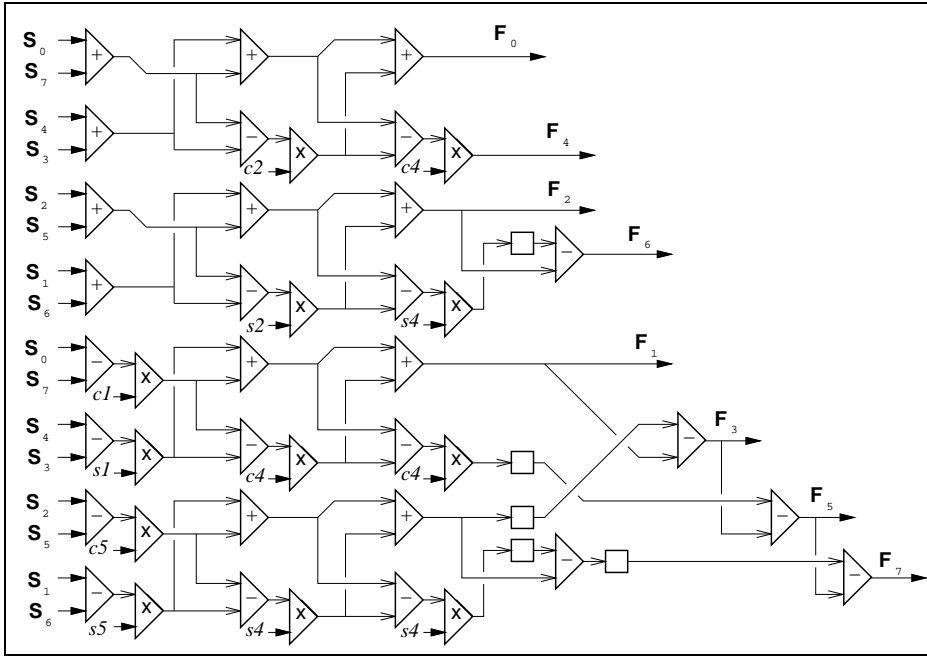 S₀
S₇
+
+
+
F₀
S₄
S₃
+
−
c2
X
−
c4
X
F₄
S₂
S₅
+
+
+
F₂
−
F₆
S₁
S₆
+
−
s2
X
−
s4
X
S₀
S₇
−
c1
X
+
+
F₁
S₄
S₃
−
s1
X
−
c4
X
−
c4
X
−
F₃
S₂
S₅
−
c5
X
+
+
−
F₅
S₁
S₆
−
s5
X
−
s4
X
−
s4
X
−
−
F₇